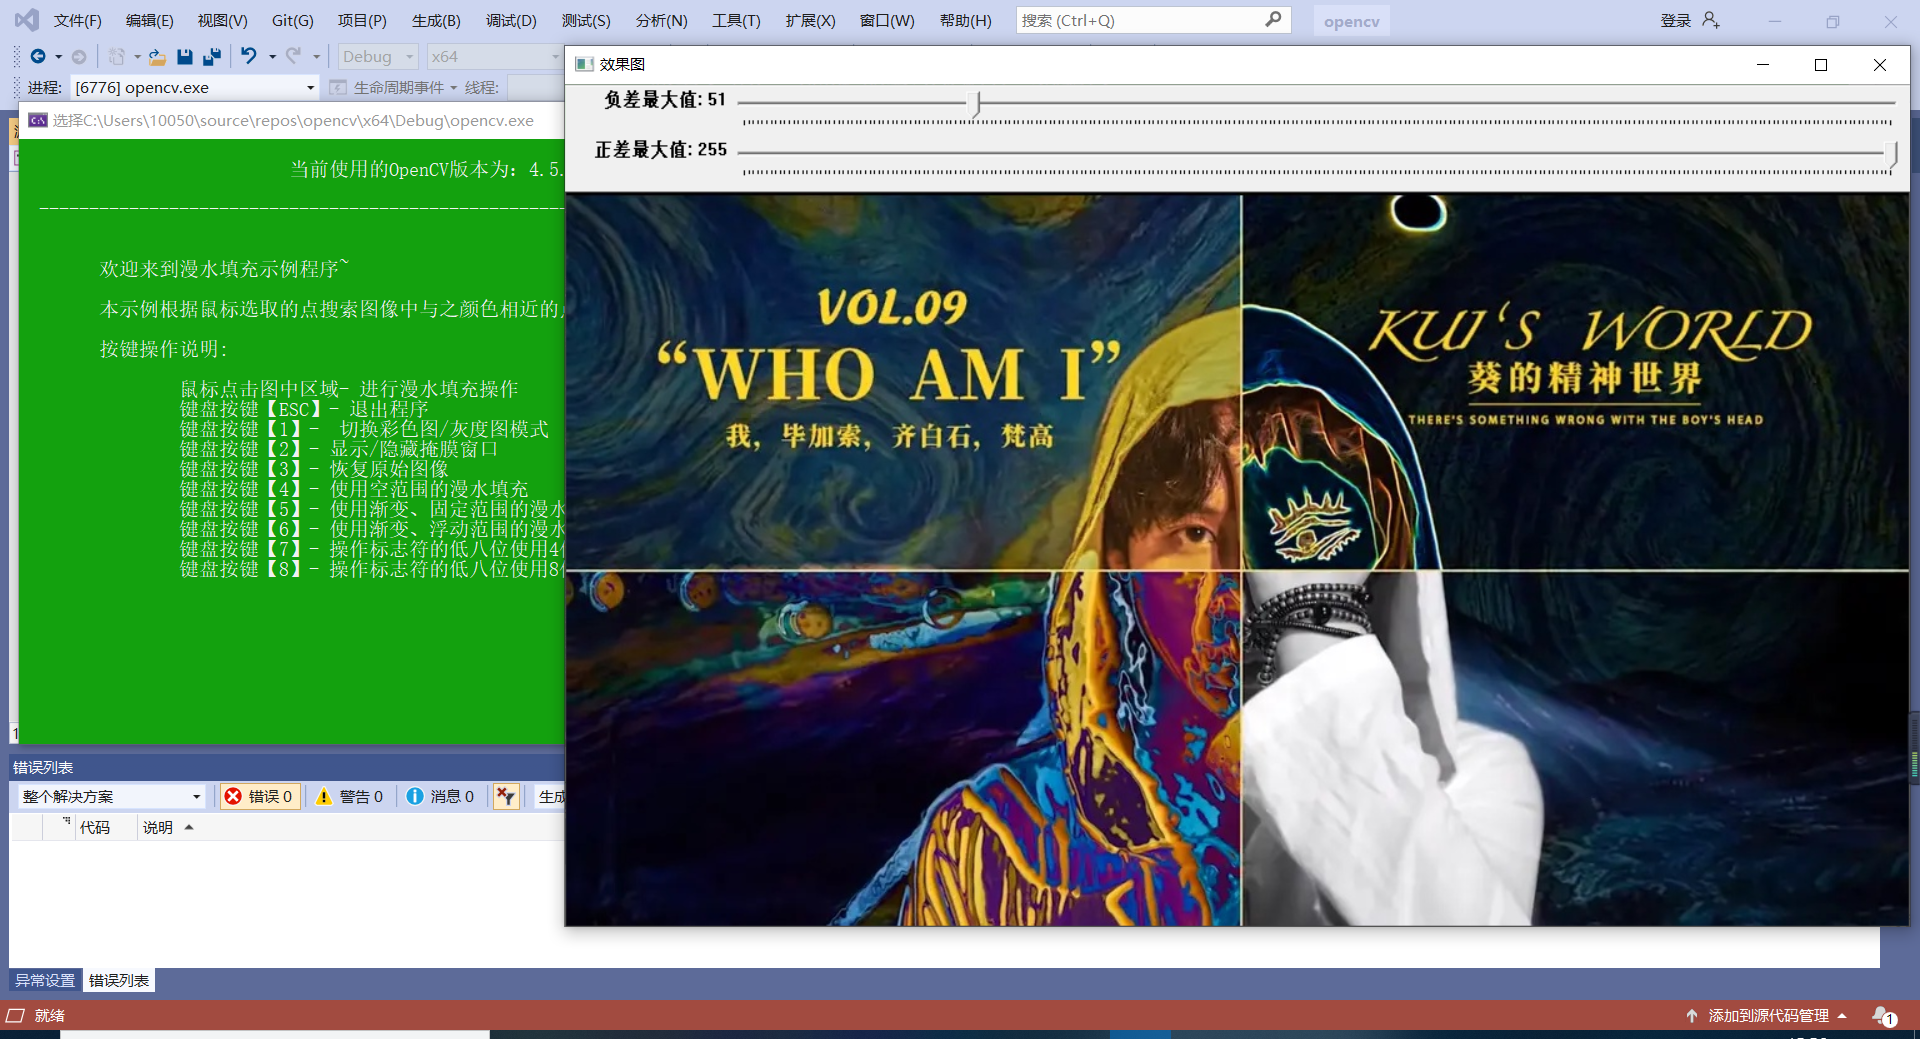 文件(F) 编辑(E) 视图(V) Git(G) 项目(P) 生成(B) 调试(D) 测试(S) 分析(N) 工具(T) 扩展(X) 窗口(W) 帮助(H) 搜索 (Ctrl+Q) opencv 登录
Debug x64
进程: [6776] opencv.exe 生命周期事件 线程:
选择C:\Users\10050\source\repos\opencv\x64\Debug\opencv.exe
当前使用的OpenCV版本为: 4.5.
欢迎来到漫水填充示例程序~
本示例根据鼠标选取的点搜索图像中与之颜色相近的
按键操作说明:
鼠标点击图中区域- 进行漫水填充操作
键盘按键【ESC】- 退出程序
键盘按键【1】- 切换彩色图/灰度图模式
键盘按键【2】- 显示/隐藏掩膜窗口
键盘按键【3】- 恢复原始图像
键盘按键【4】- 使用空范围的漫水填充
键盘按键【5】- 使用渐变、固定范围的漫水
键盘按键【6】- 使用渐变、浮动范围的漫水
键盘按键【7】- 操作标志符的低八位使用4
键盘按键【8】- 操作标志符的低八位使用8
效果图
负差最大值: 51
正差最大值: 255
VOL.09
“WHO AM I”
我，毕加索，齐白石，梵高
KUI‘S WORLD
葵的精神世界
THERE'S SOMETHING WRONG WITH THE BOY'S HEAD
1
错误列表
整个解决方案 错误 0 警告 0 消息 0 生成
代码 说明
异常设置 错误列表
就绪 添加到源代码管理 1